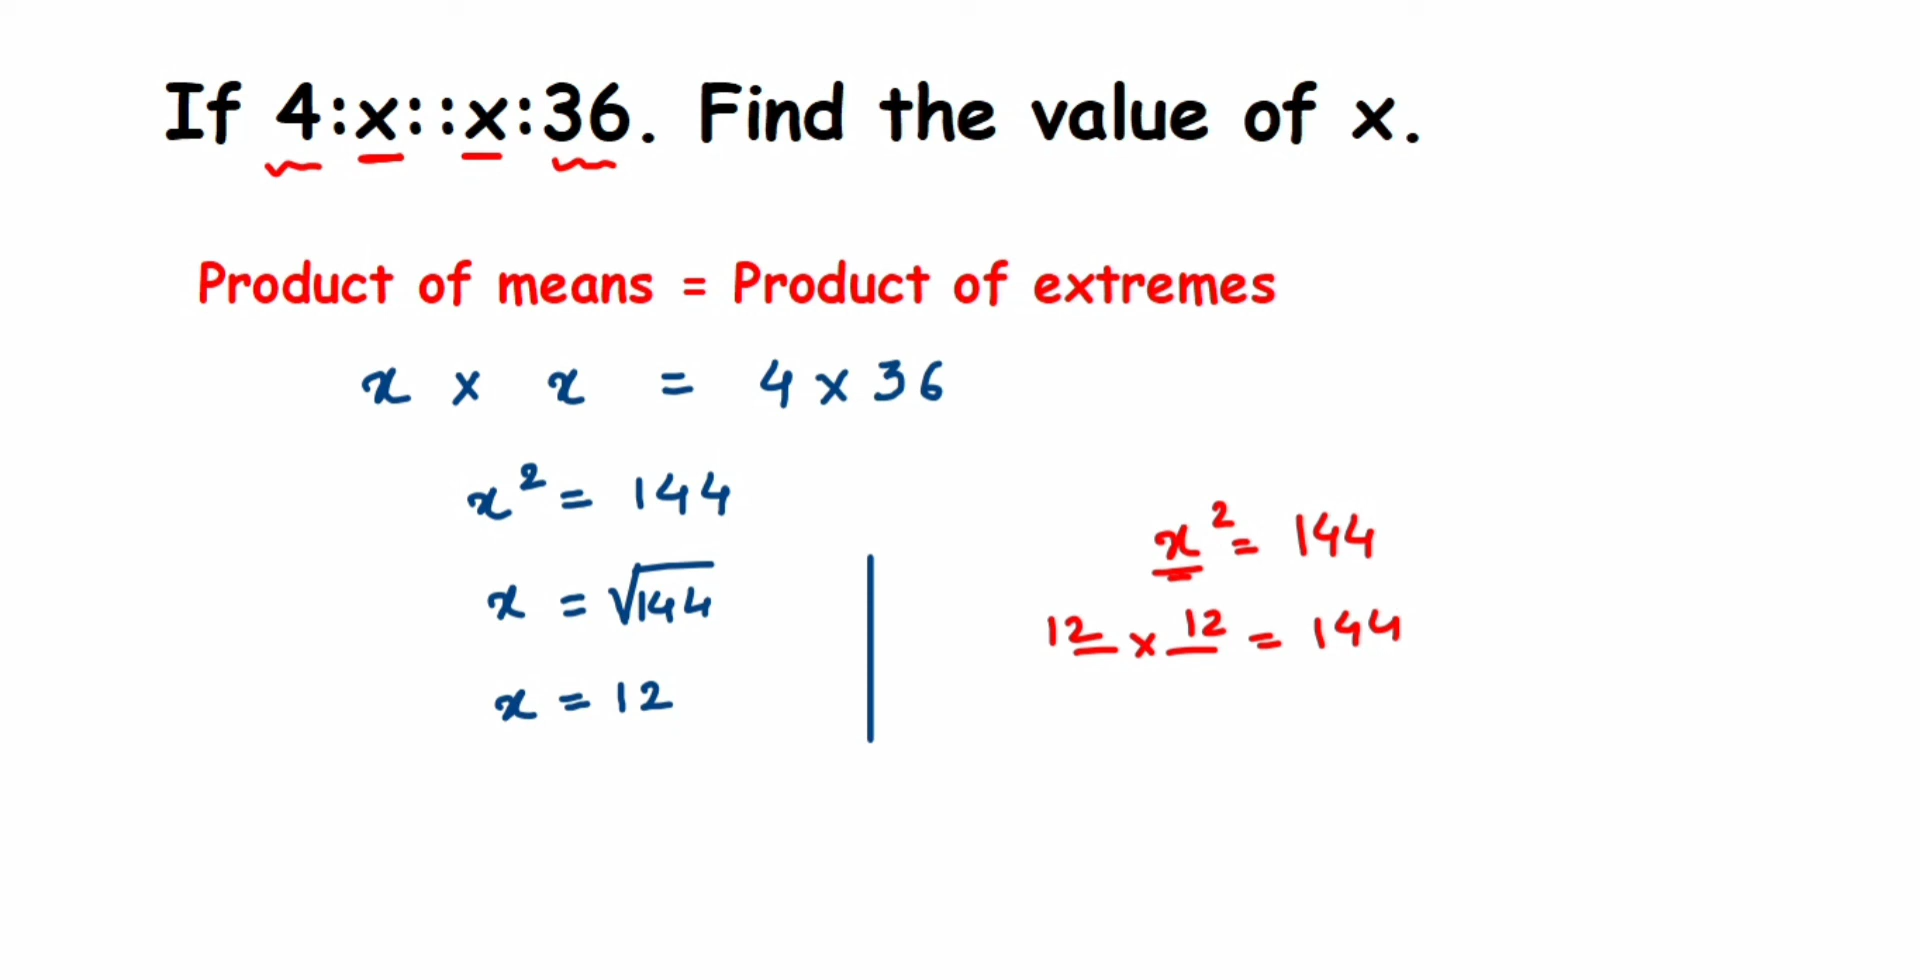 If 4:x::x:36. Find the value of x.
Product of means = Product of extremes
x × x = 4 × 36
x² = 144
x = √144
x = 12
x² = 144
12 × 12 = 144